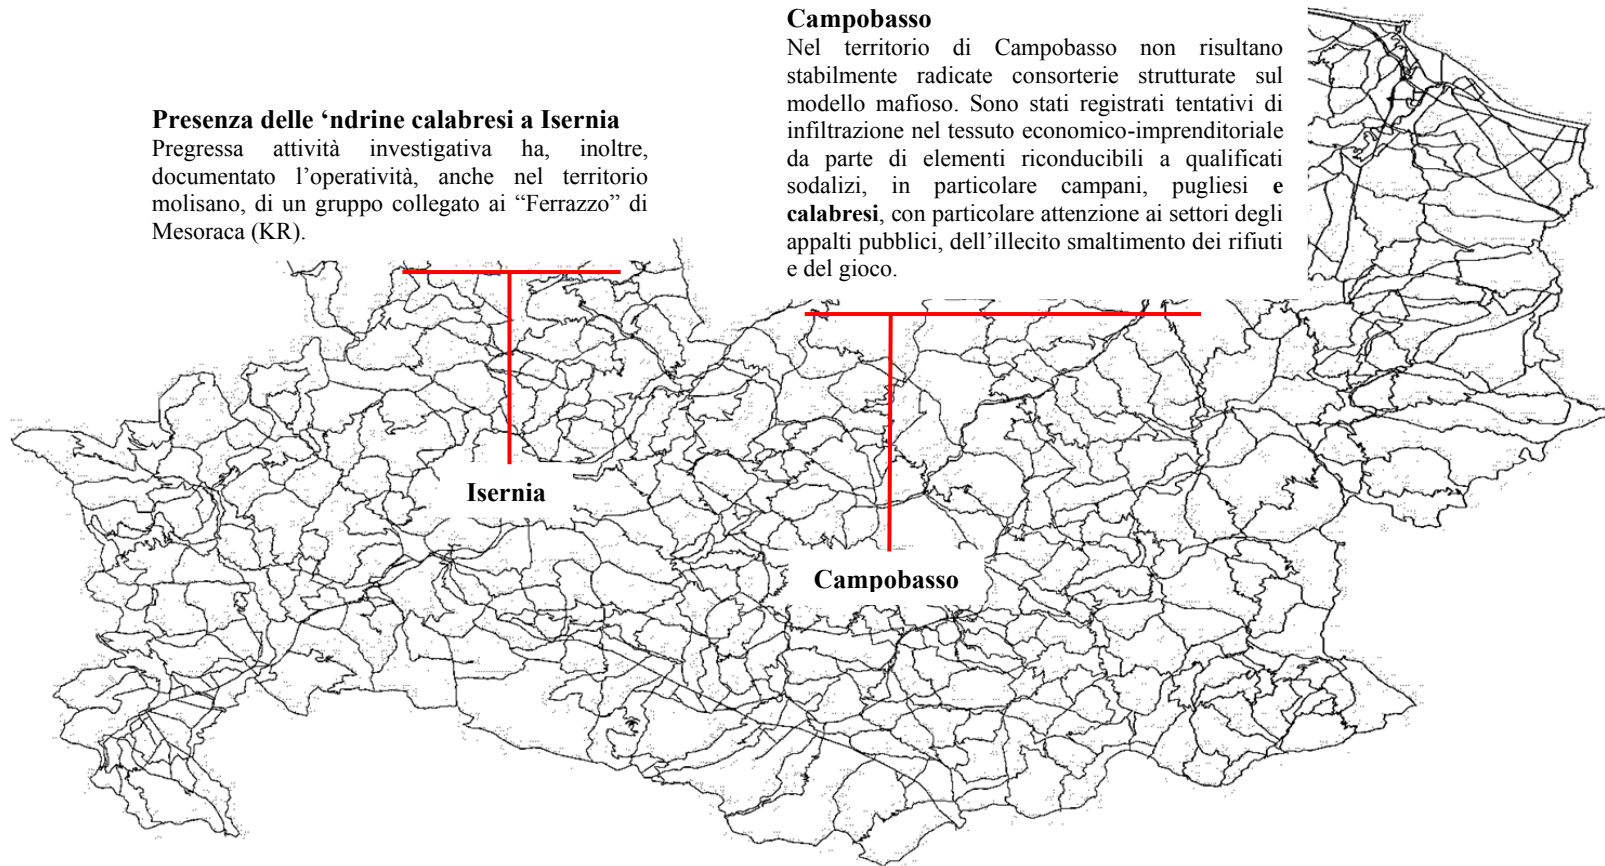 Presenza delle ‘ndrine calabresi a Isernia
Pregressa attività investigativa ha, inoltre,
documentato l’operatività, anche nel territorio
molisano, di un gruppo collegato ai “Ferrazzo” di
Mesoraca (KR).
Campobasso
Nel territorio di Campobasso non risultano
stabilmente radicate consorterie strutturate sul
modello mafioso. Sono stati registrati tentativi di
infiltrazione nel tessuto economico-imprenditoriale
da parte di elementi riconducibili a qualificati
sodalizi, in particolare campani, pugliesi e
calabresi, con particolare attenzione ai settori degli
appalti pubblici, dell’illecito smaltimento dei rifiuti
e del gioco.
Isernia
Campobasso